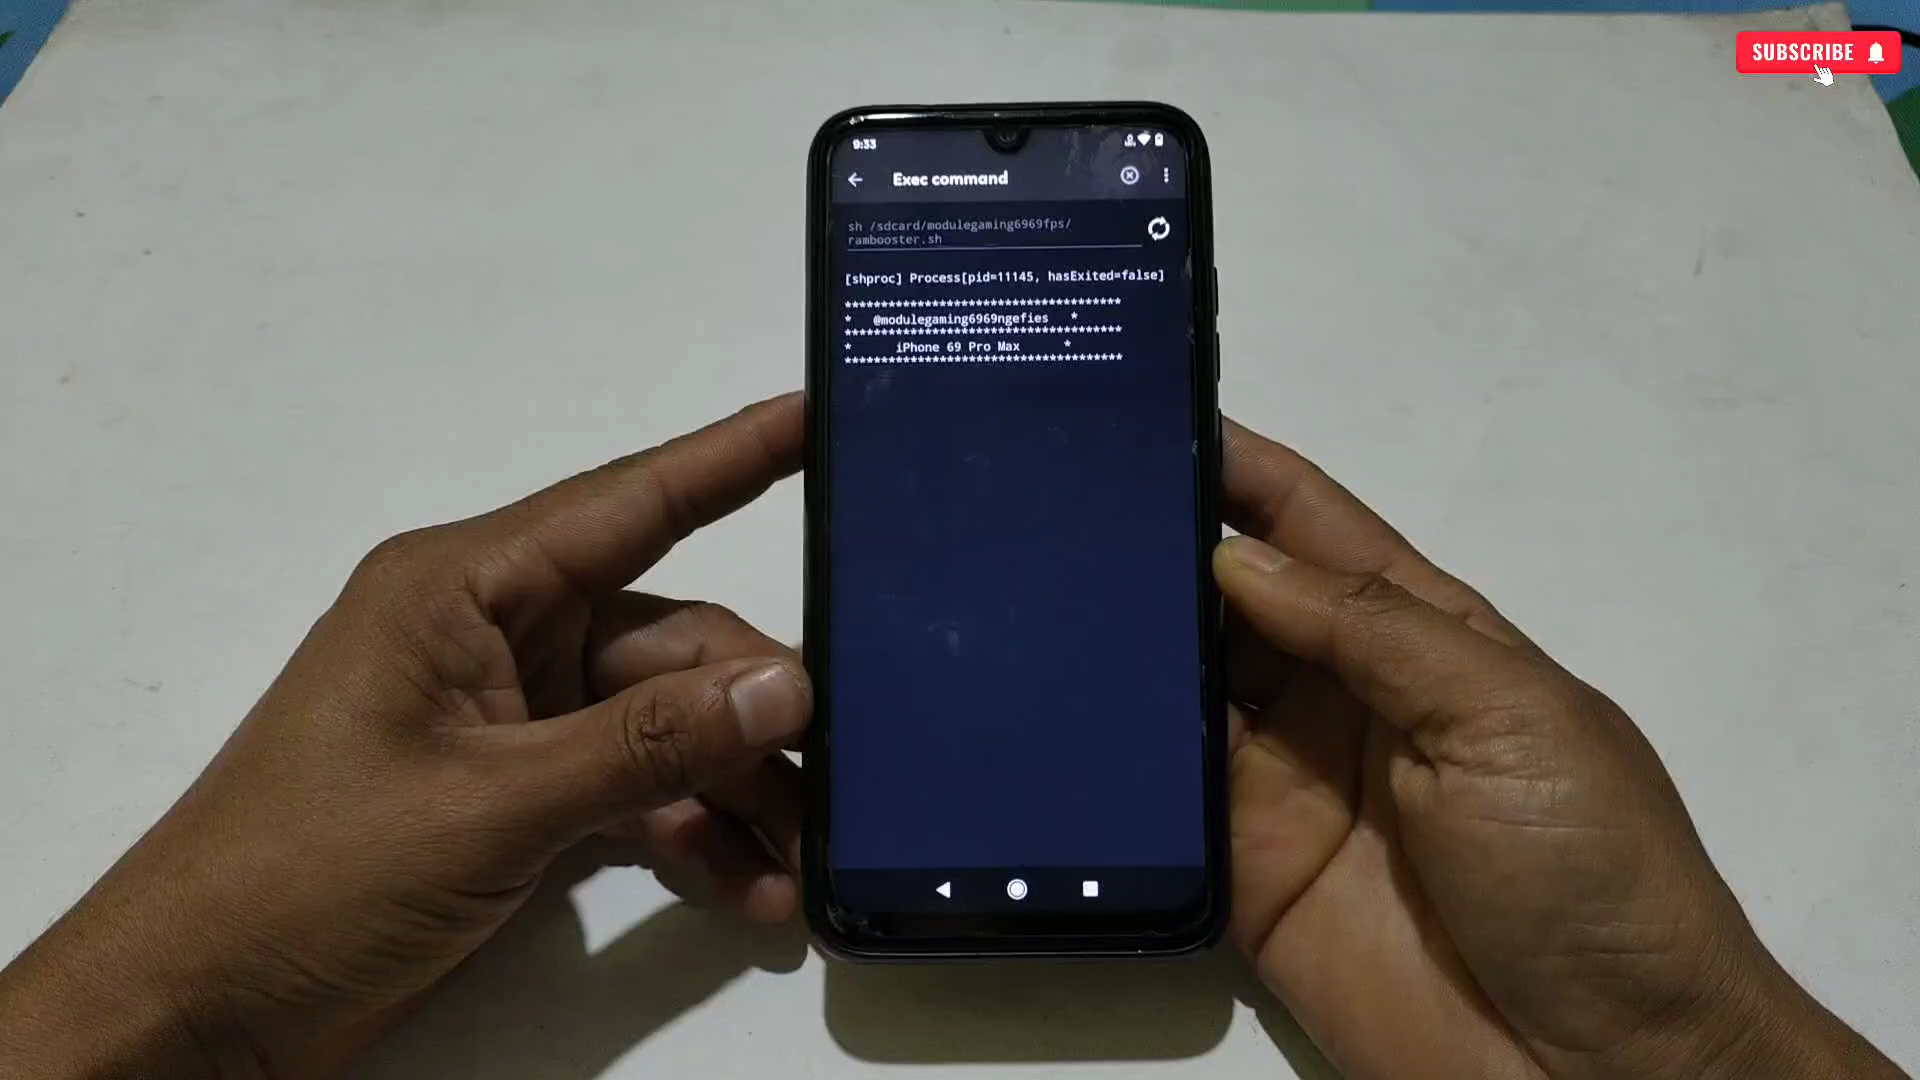 SUBSCRIBE
9:33
Exec command
sh /sdcard/modulegaming6969fps/
rambooster.sh
[shproc] Process[pid=11145, hasExited=false]
***************************************
* @modulegaming6969ngefies *
***************************************
* iPhone 69 Pro Max *
***************************************